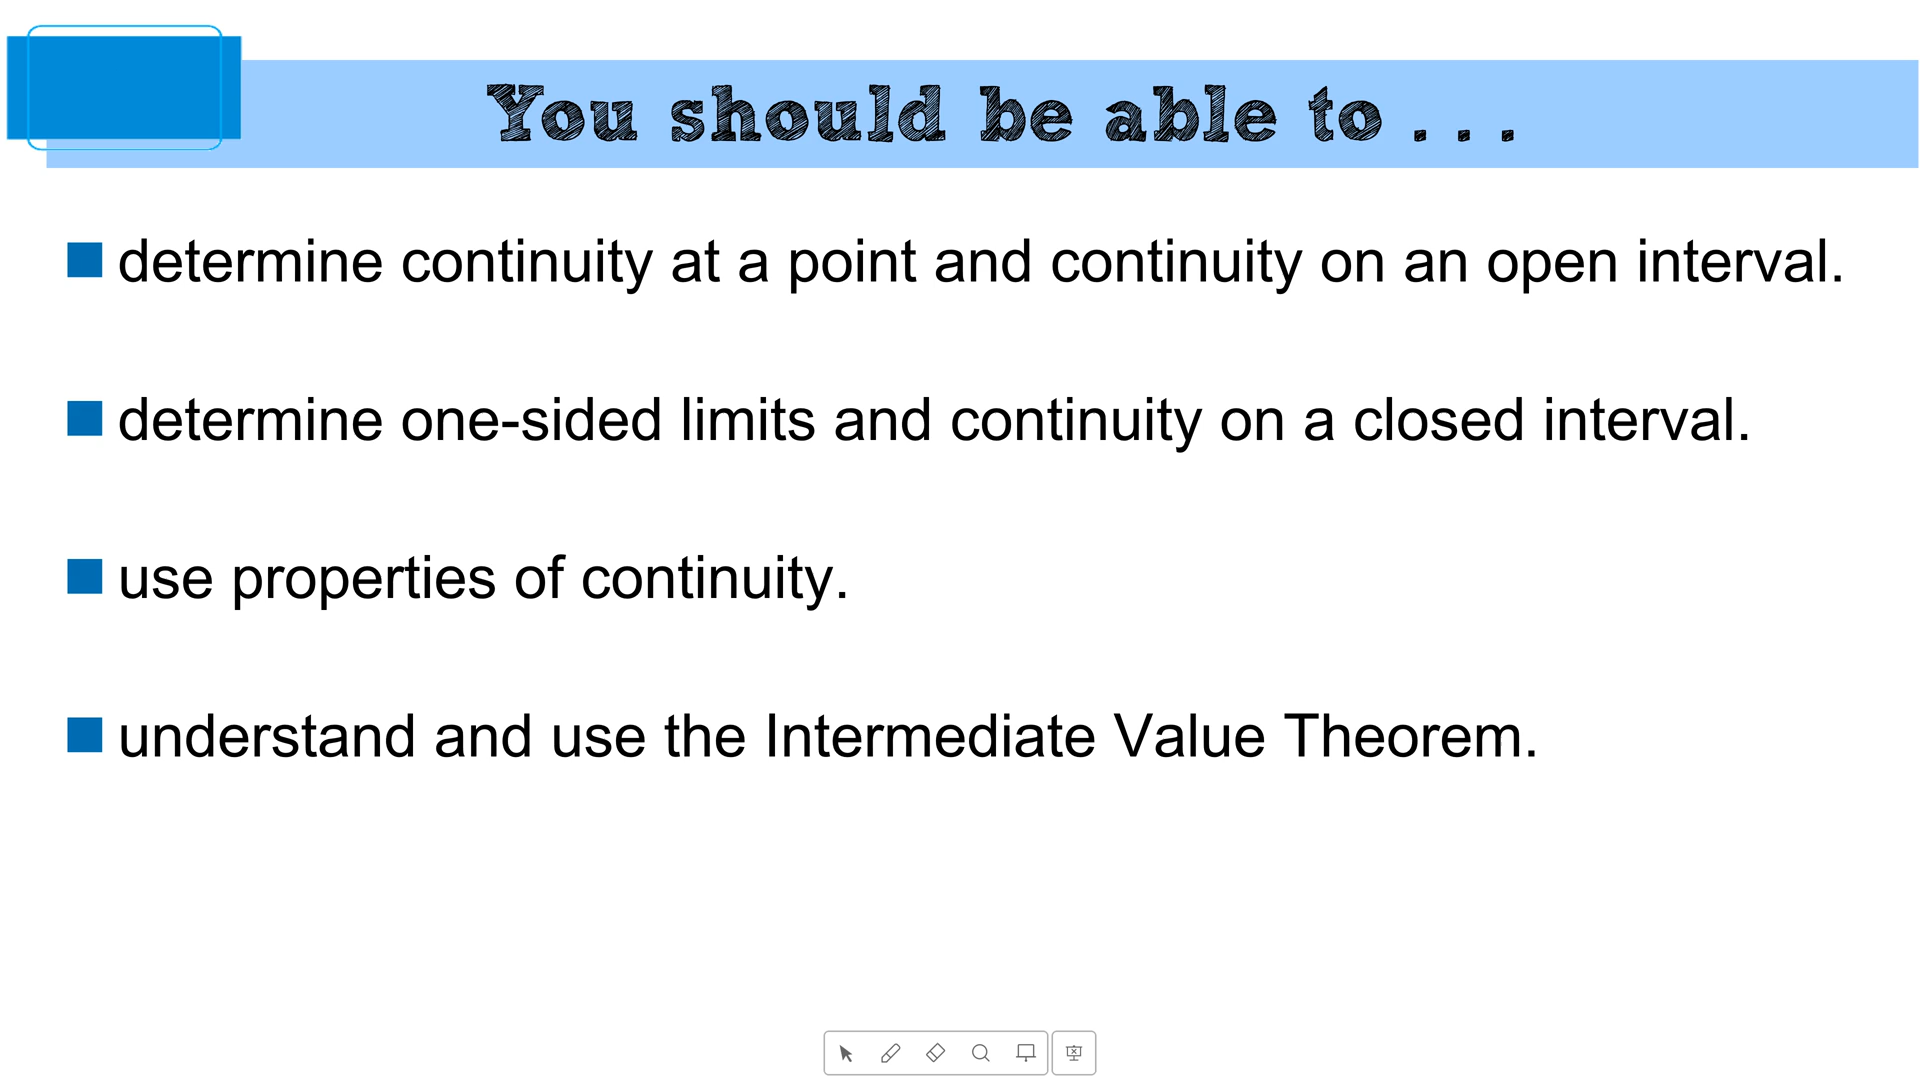 You should be able to . . .
determine continuity at a point and continuity on an open interval.
determine one-sided limits and continuity on a closed interval.
use properties of continuity.
understand and use the Intermediate Value Theorem.